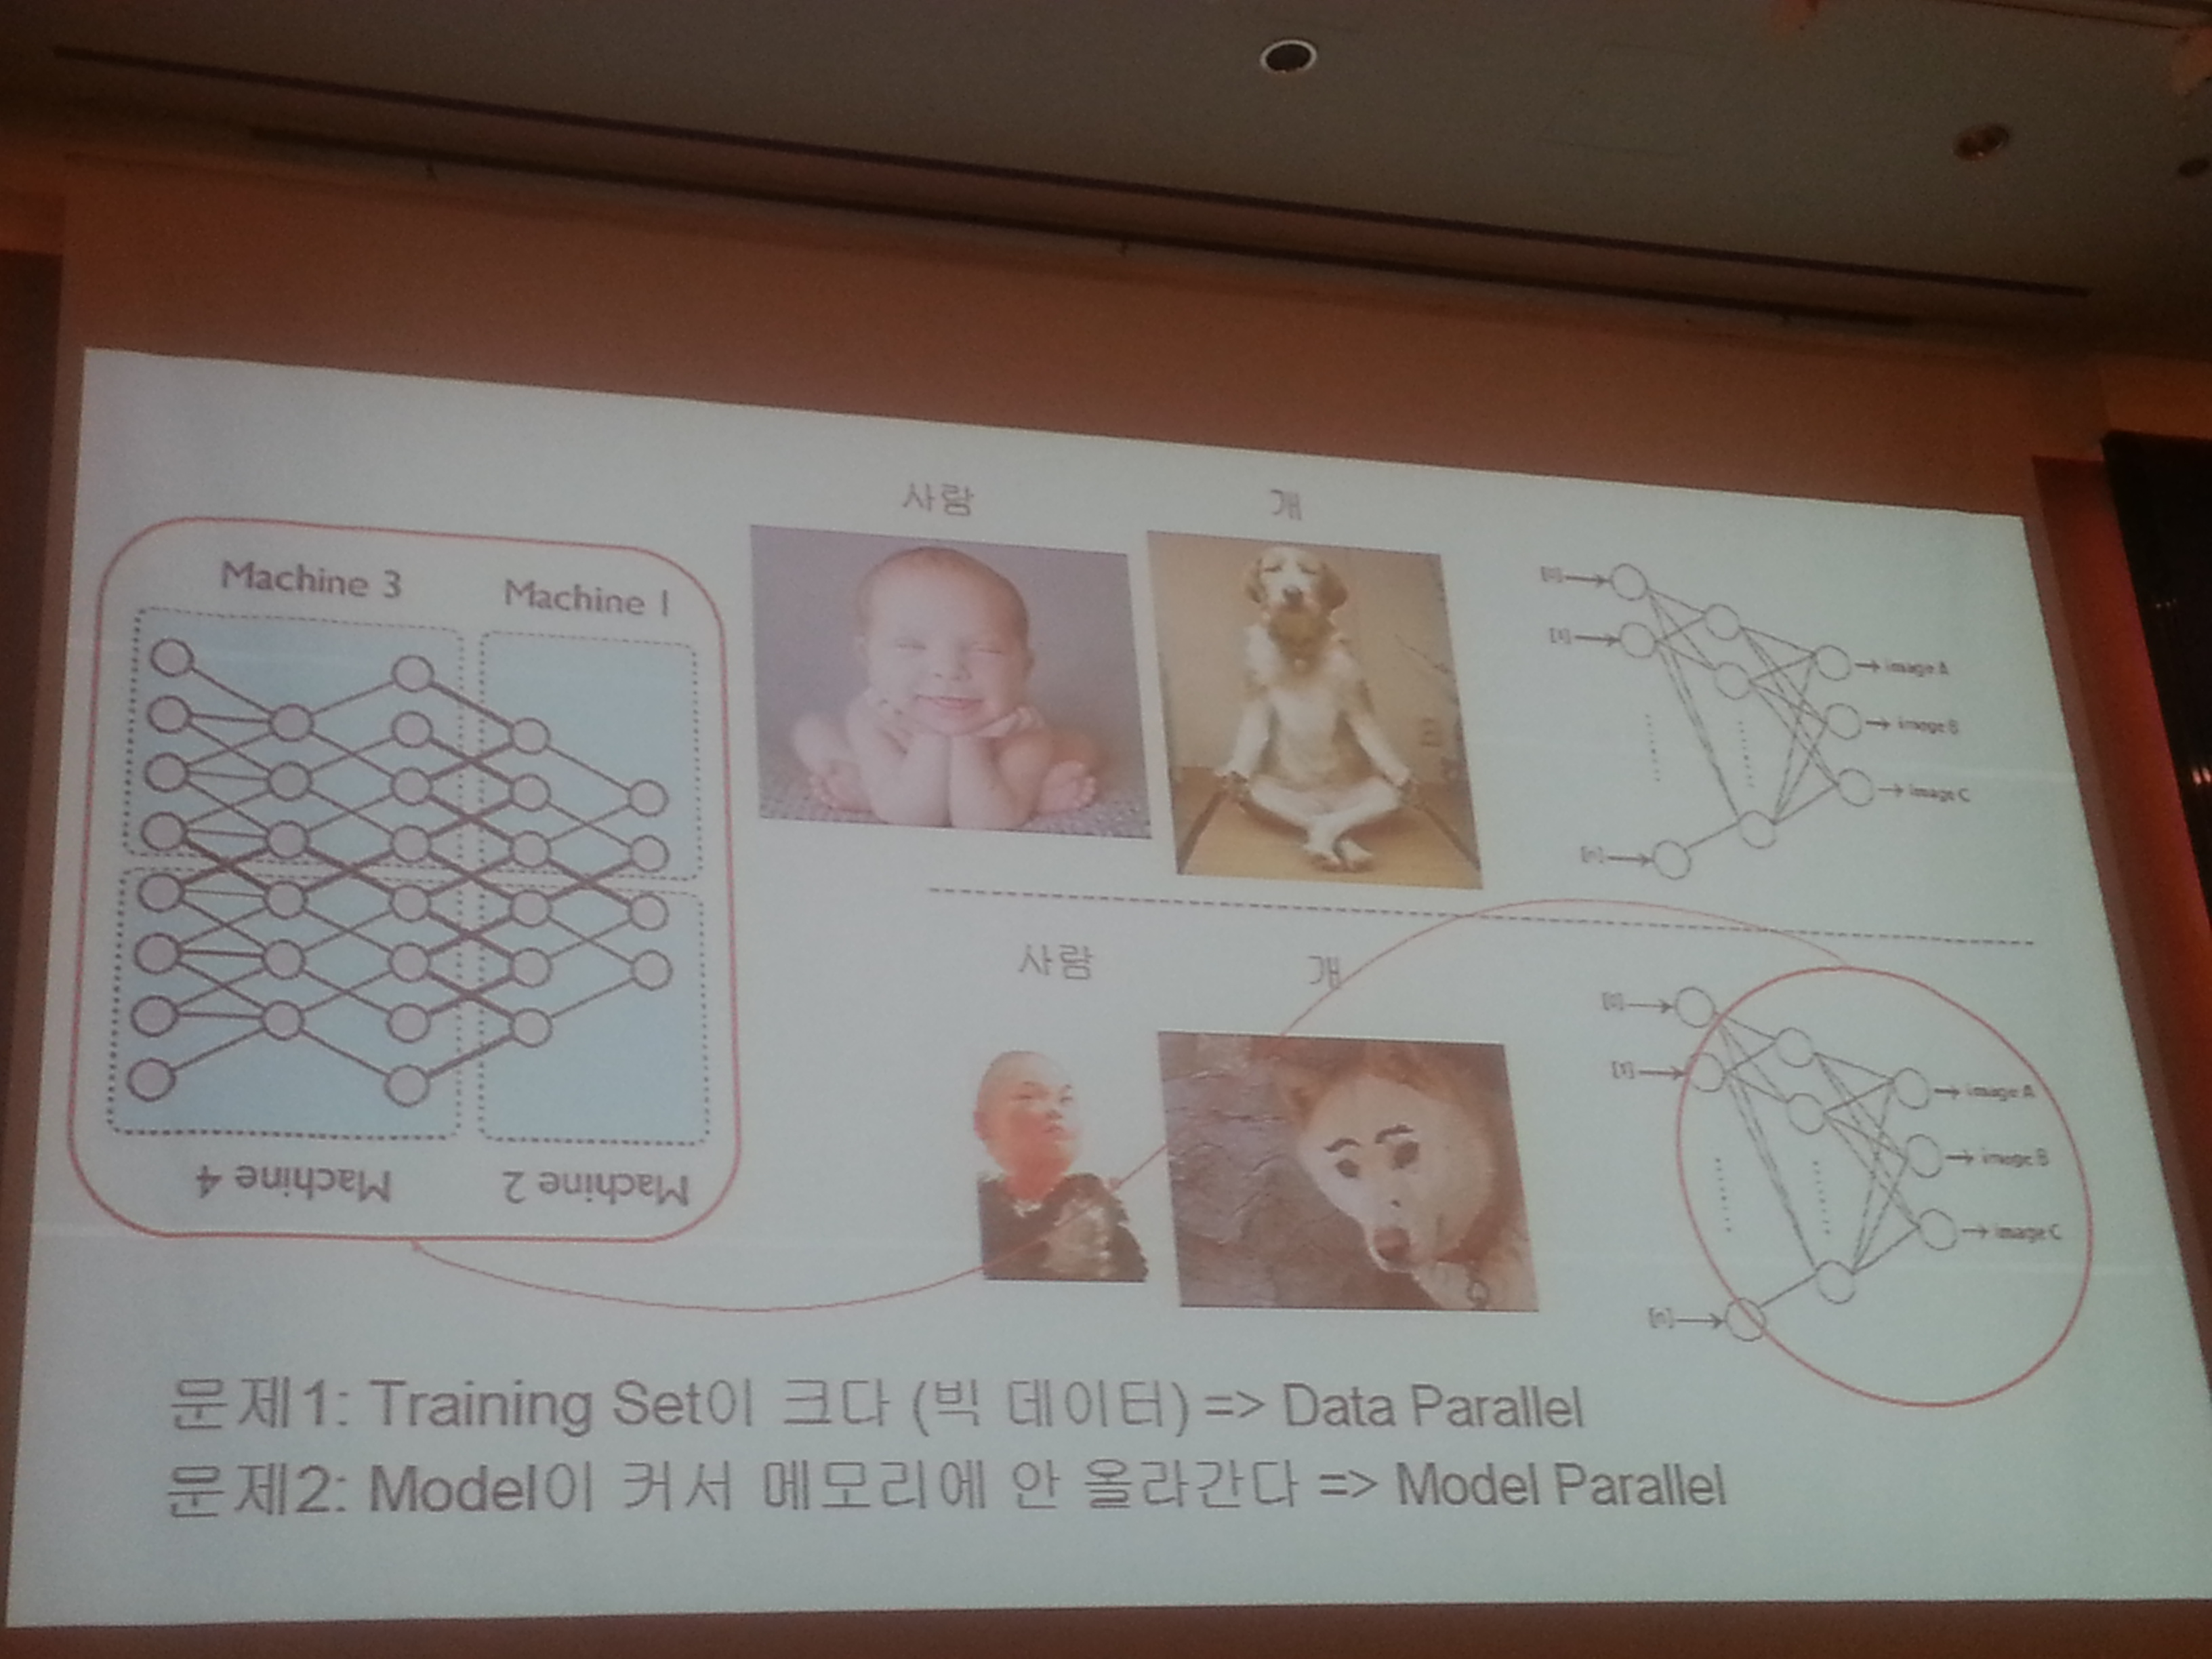 사람
개
Machine 3
Machine 1
Machine 4
Machine 2
[0]
[1]
[n]
image A
image B
image C
사람
개
[0]
[1]
[n]
image A
image B
image C
문제1: Training Set이 크다 (빅 데이터) => Data Parallel
문제2: Model이 커서 메모리에 안 올라간다 => Model Parallel